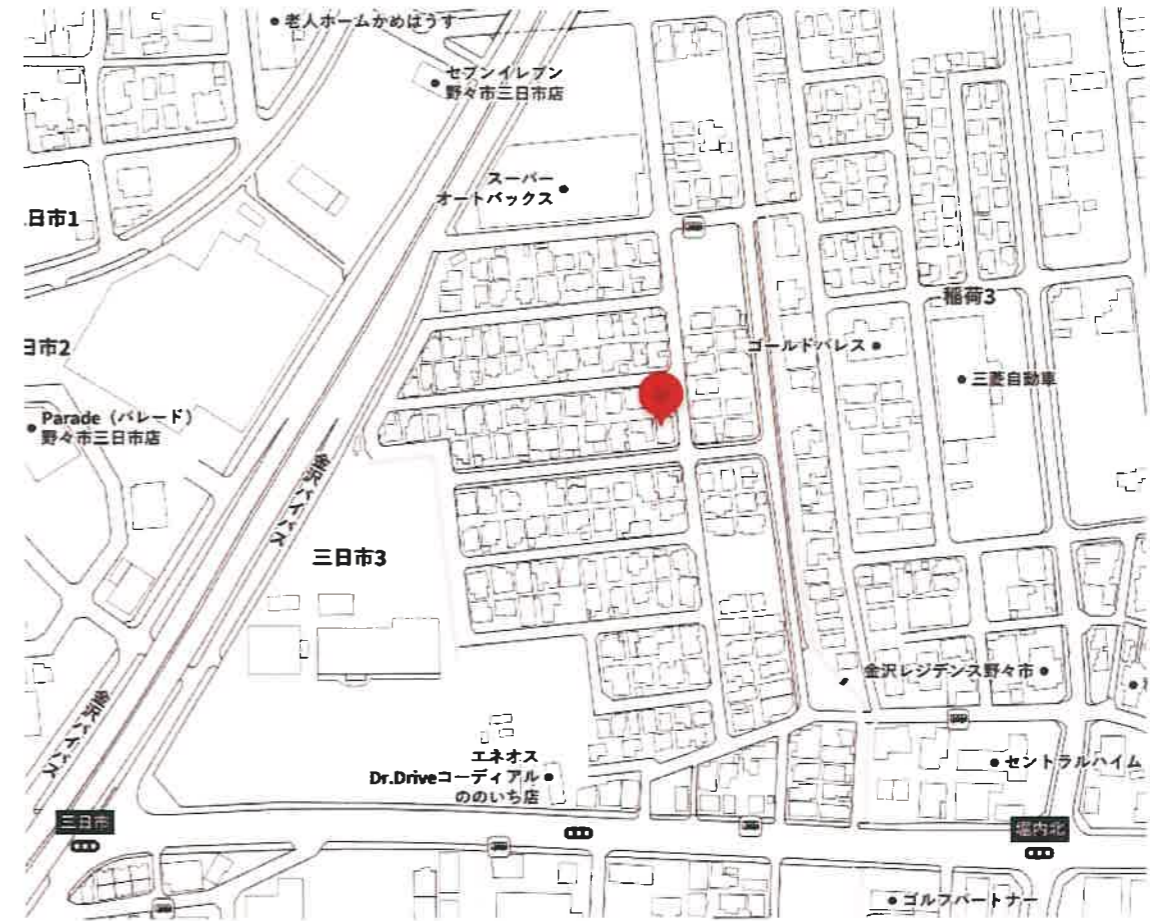 老人ホームかめはうす
セブンイレブン
野々市三日市店
スーパー
オートバックス
日市1
稲荷3
日市2
ゴールドパレス
三菱自動車
Parade（パレード）
野々市三日市店
金沢バイパス
三日市3
金沢レジデンス野々市
金沢バイパス
エネオス
Dr.Driveコーディアル
ののいち店
セントラルハイム
三日市
堀内北
ゴルフパートナー